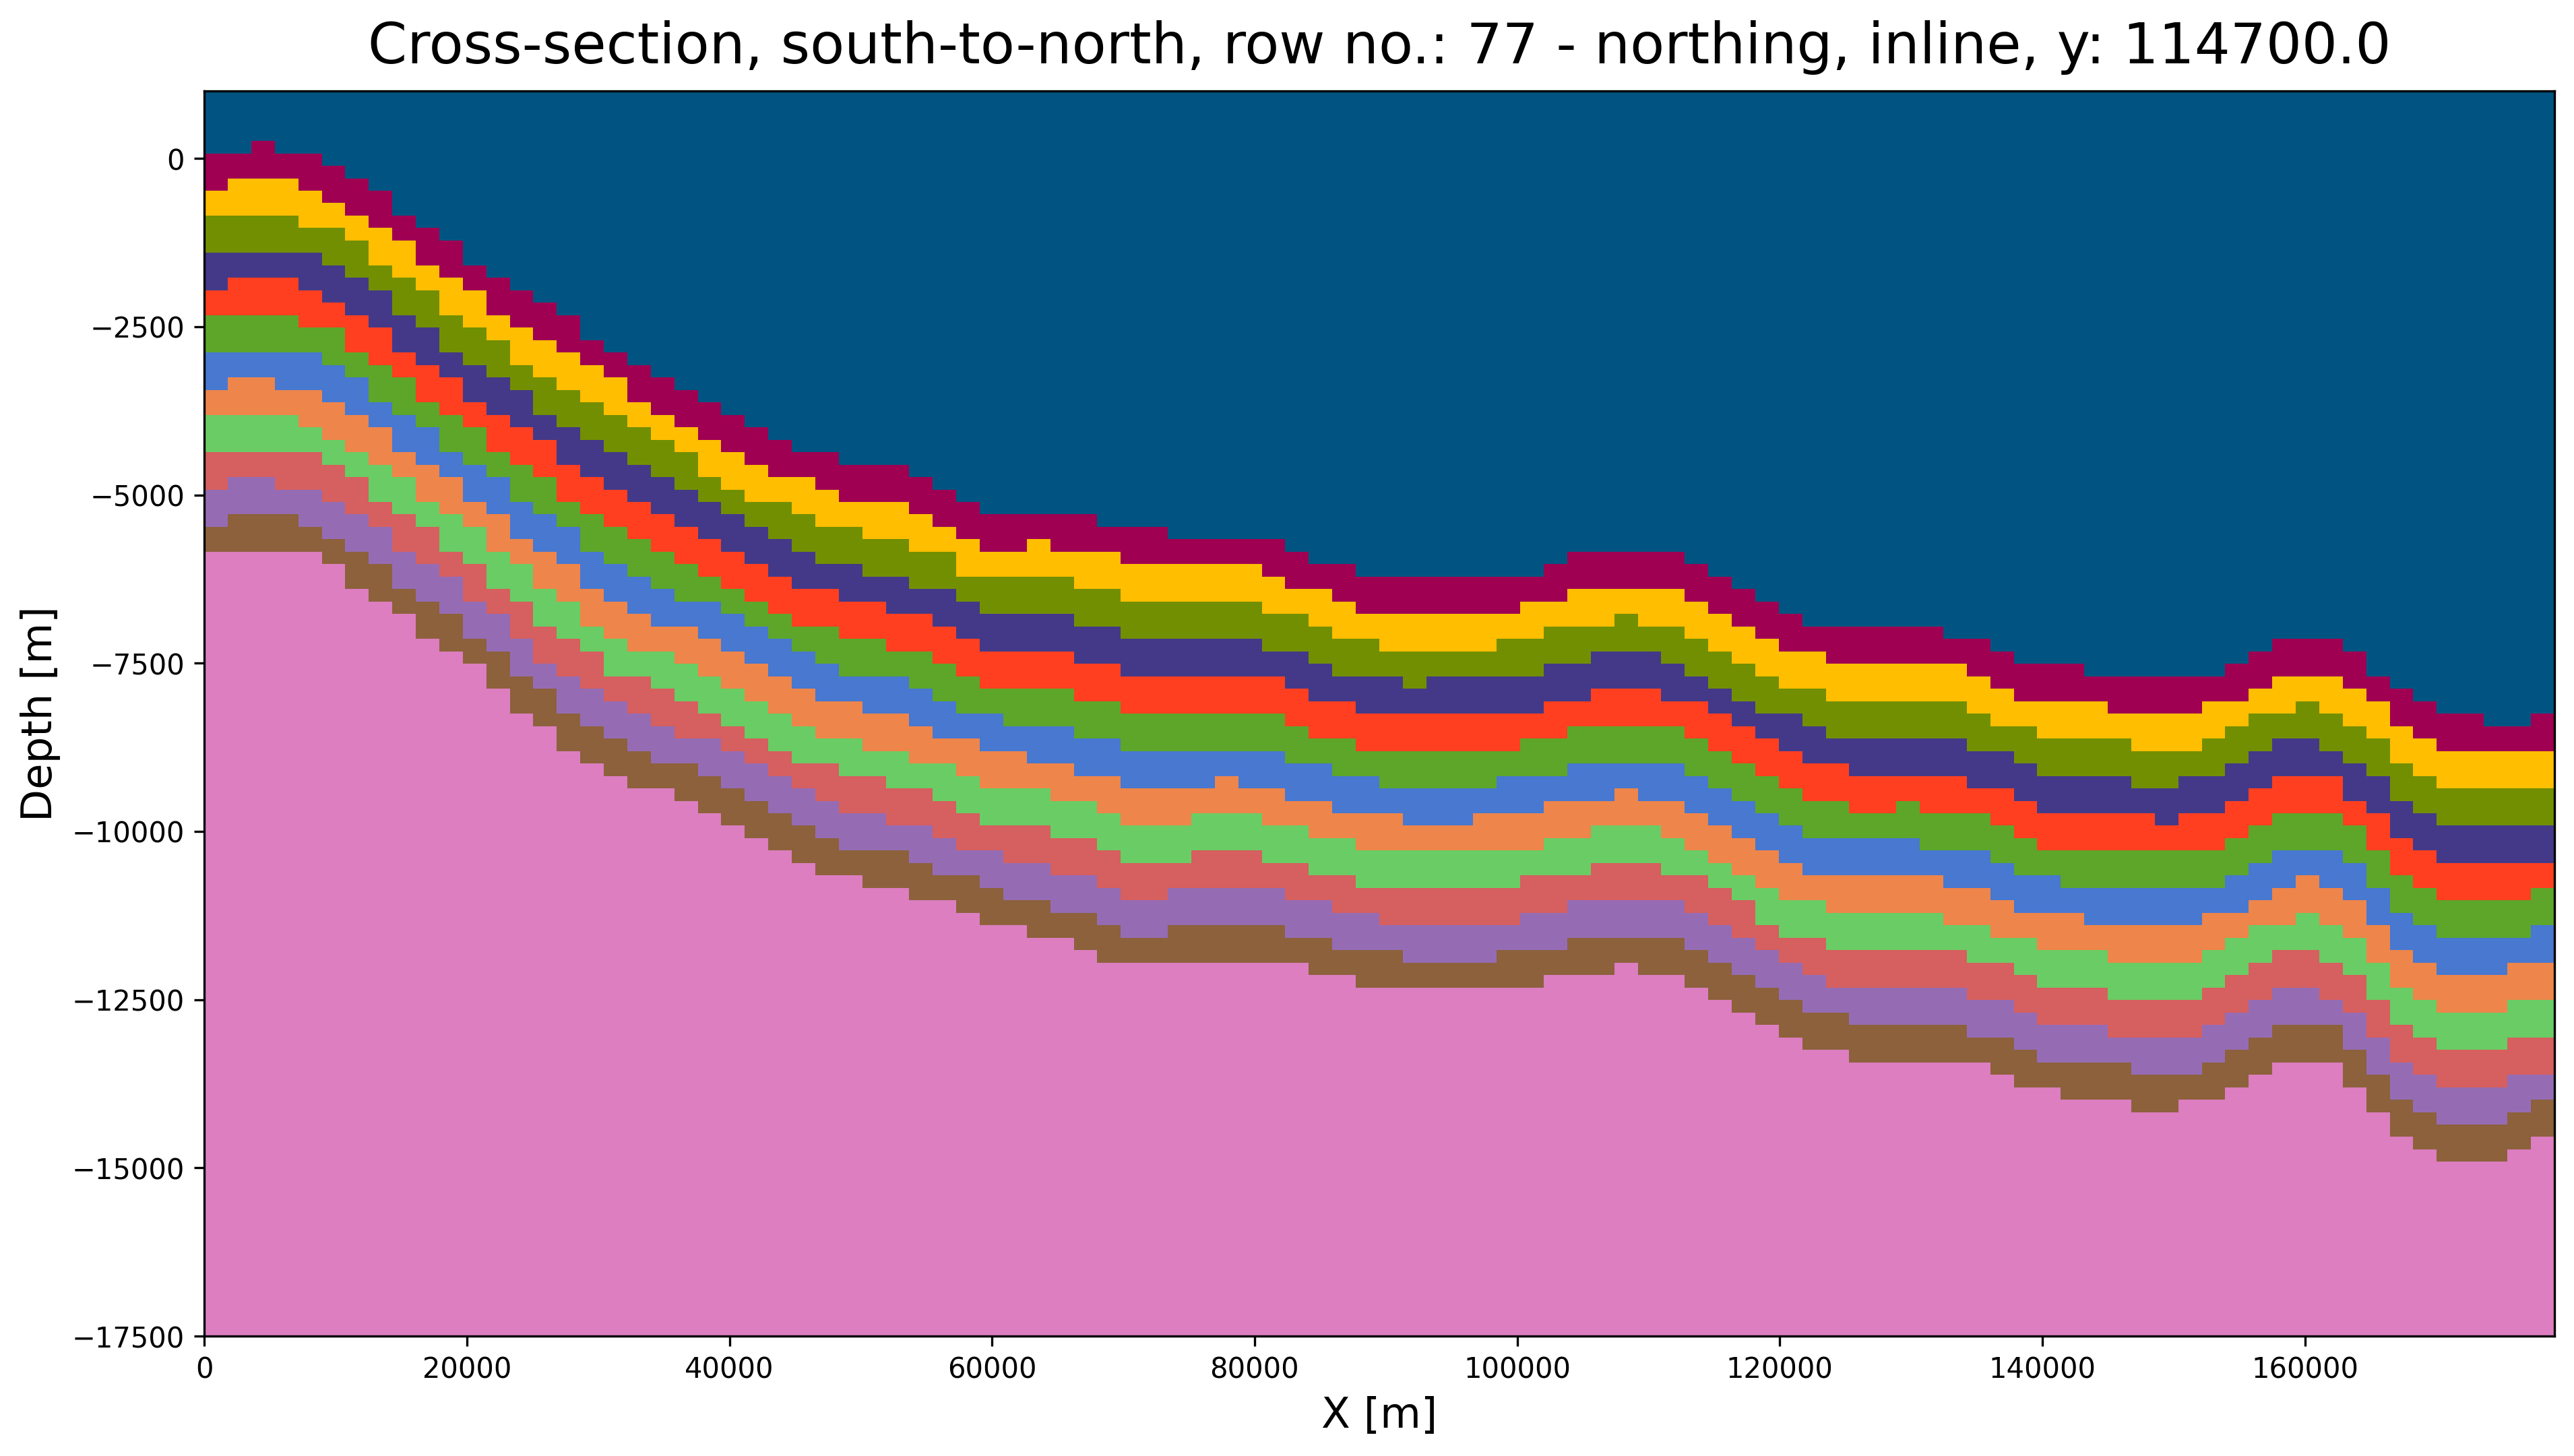 Cross-section, south-to-north, row no.: 77 - northing, inline, y: 114700.0
Depth [m]
0
−2500
−5000
−7500
−10000
−12500
−15000
−17500
0 20000 40000 60000 80000 100000 120000 140000 160000
X [m]